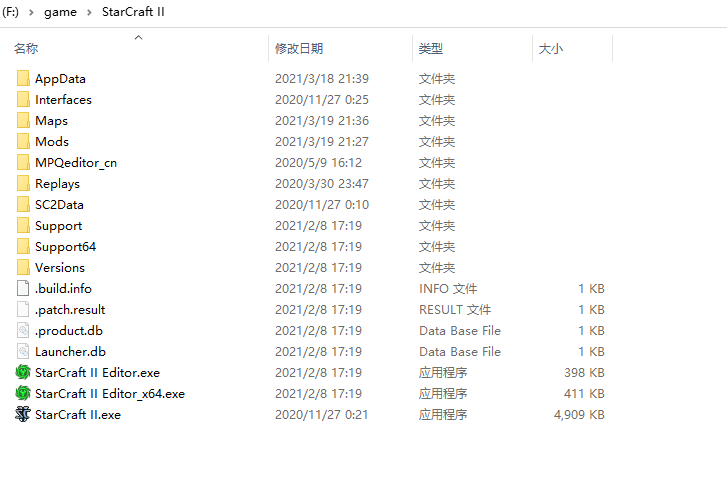 (F:) > game > StarCraft II
名称 修改日期 类型 大小
AppData 2021/3/18 21:39 文件夹
Interfaces 2020/11/27 0:25 文件夹
Maps 2021/3/19 21:36 文件夹
Mods 2021/3/19 21:27 文件夹
MPQeditor_cn 2020/5/9 16:12 文件夹
Replays 2020/3/30 23:47 文件夹
SC2Data 2020/11/27 0:10 文件夹
Support 2021/2/8 17:19 文件夹
Support64 2021/2/8 17:19 文件夹
Versions 2021/2/8 17:19 文件夹
.build.info 2021/2/8 17:19 INFO 文件 1 KB
.patch.result 2021/2/8 17:19 RESULT 文件 1 KB
.product.db 2021/2/8 17:19 Data Base File 1 KB
Launcher.db 2021/2/8 17:19 Data Base File 1 KB
StarCraft II Editor.exe 2021/2/8 17:19 应用程序 398 KB
StarCraft II Editor_x64.exe 2021/2/8 17:19 应用程序 411 KB
StarCraft II.exe 2020/11/27 0:21 应用程序 4,909 KB